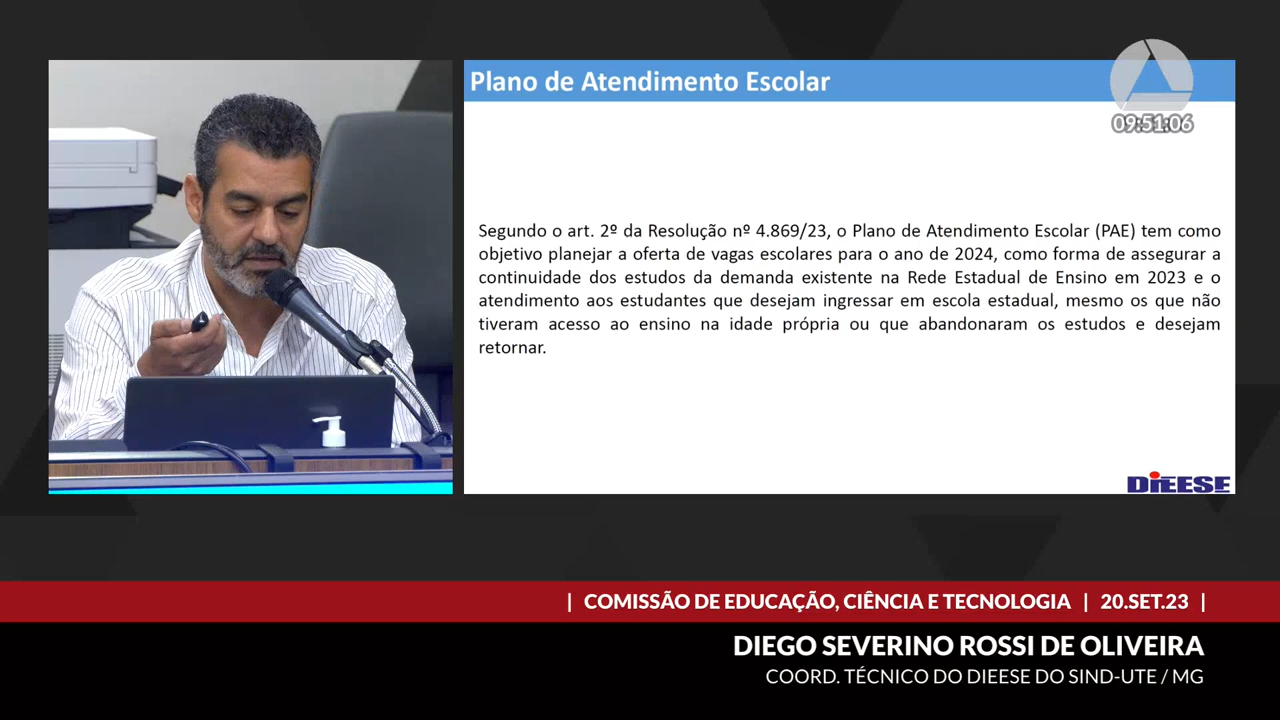 Plano de Atendimento Escolar
09:51:06
Segundo o art. 2º da Resolução nº 4.869/23, o Plano de Atendimento Escolar (PAE) tem como
objetivo planejar a oferta de vagas escolares para o ano de 2024, como forma de assegurar a
continuidade dos estudos da demanda existente na Rede Estadual de Ensino em 2023 e o
atendimento aos estudantes que desejam ingressar em escola estadual, mesmo os que não
tiveram acesso ao ensino na idade própria ou que abandonaram os estudos e desejam
retornar.
DIEESE
| COMISSÃO DE EDUCAÇÃO, CIÊNCIA E TECNOLOGIA | 20.SET.23 |
DIEGO SEVERINO ROSSI DE OLIVEIRA
COORD. TÉCNICO DO DIEESE DO SIND-UTE / MG